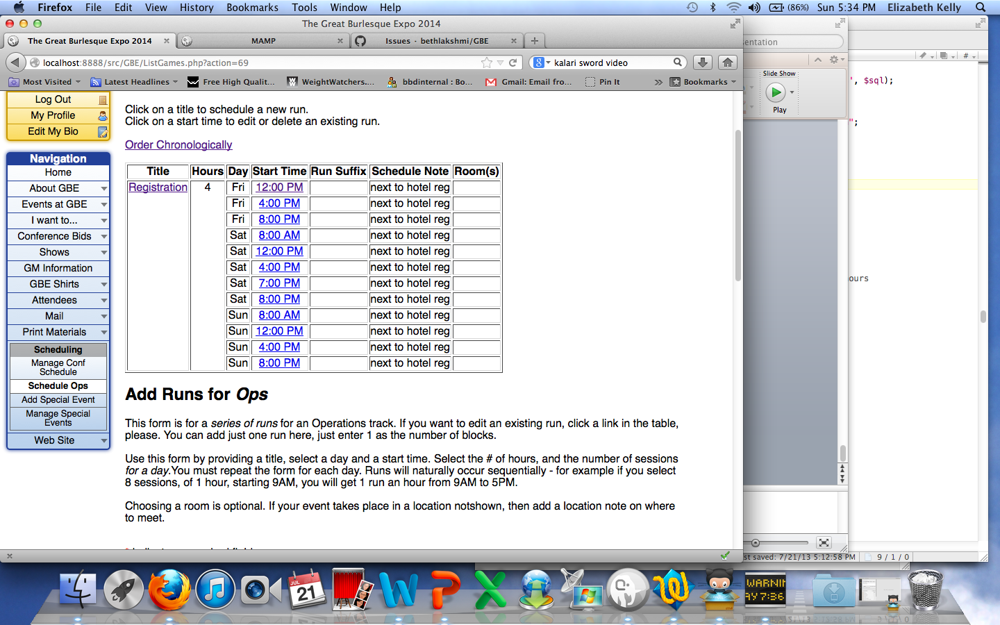 Firefox File Edit View History Bookmarks Tools Window Help (86%) Sun 5:34 PM Elizabeth Kelly
The Great Burlesque Expo 2014
The Great Burlesque Expo 2014 MAMP Issues · bethlakshmi/GBE
localhost:8888/src/GBE/ListGames.php?action=69 kalari sword video
Most Visited Latest Headlines Free High Qualit... WeightWatchers.... bbdinternal : Bo... Gmail: Email fro... Pin It Bookmarks
Log Out
My Profile
Edit My Bio
Navigation
Home
About GBE
Events at GBE
I want to...
Conference Bids
Shows
GM Information
GBE Shirts
Attendees
Mail
Print Materials
Scheduling
Manage Conf
Schedule
Schedule Ops
Add Special Event
Manage Special
Events
Web Site
Click on a title to schedule a new run.
Click on a start time to edit or delete an existing run.
Order Chronologically
Title Hours Day Start Time Run Suffix Schedule Note Room(s)
Registration 4 Fri 12:00 PM next to hotel reg
Fri 4:00 PM next to hotel reg
Fri 8:00 PM next to hotel reg
Sat 8:00 AM next to hotel reg
Sat 12:00 PM next to hotel reg
Sat 4:00 PM next to hotel reg
Sat 7:00 PM next to hotel reg
Sat 8:00 PM next to hotel reg
Sun 8:00 AM next to hotel reg
Sun 12:00 PM next to hotel reg
Sun 4:00 PM next to hotel reg
Sun 8:00 PM next to hotel reg
Add Runs for Ops
This form is for a series of runs for an Operations track. If you want to edit an existing run, click a link in the table,
please. You can add just one run here, just enter 1 as the number of blocks.
Use this form by providing a title, select a day and a start time. Select the # of hours, and the number of sessions
for a day.You must repeat the form for each day. Runs will naturally occur sequentially - for example if you select
8 sessions, of 1 hour, starting 9AM, you will get 1 run an hour from 9AM to 5PM.
Choosing a room is optional. If your event takes place in a location notshown, then add a location note on where
to meet.
entation
Slide Show
Play
', $sql);
";
ours
st saved: 7/21/13 5:12:58 PM 9 / 1 / 0
JUL
21
WARNIN
AY 7:36